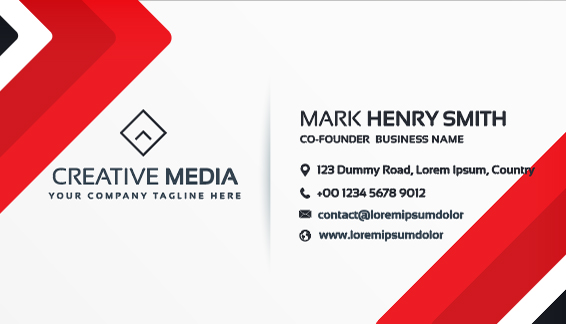 CREATIVE MEDIA
YOUR COMPANY TAGLINE HERE
MARK HENRY SMITH
CO-FOUNDER BUSINESS NAME
123 Dummy Road, Lorem Ipsum, Country
+00 1234 5678 9012
contact@loremipsumdolor
www.loremipsumdolor